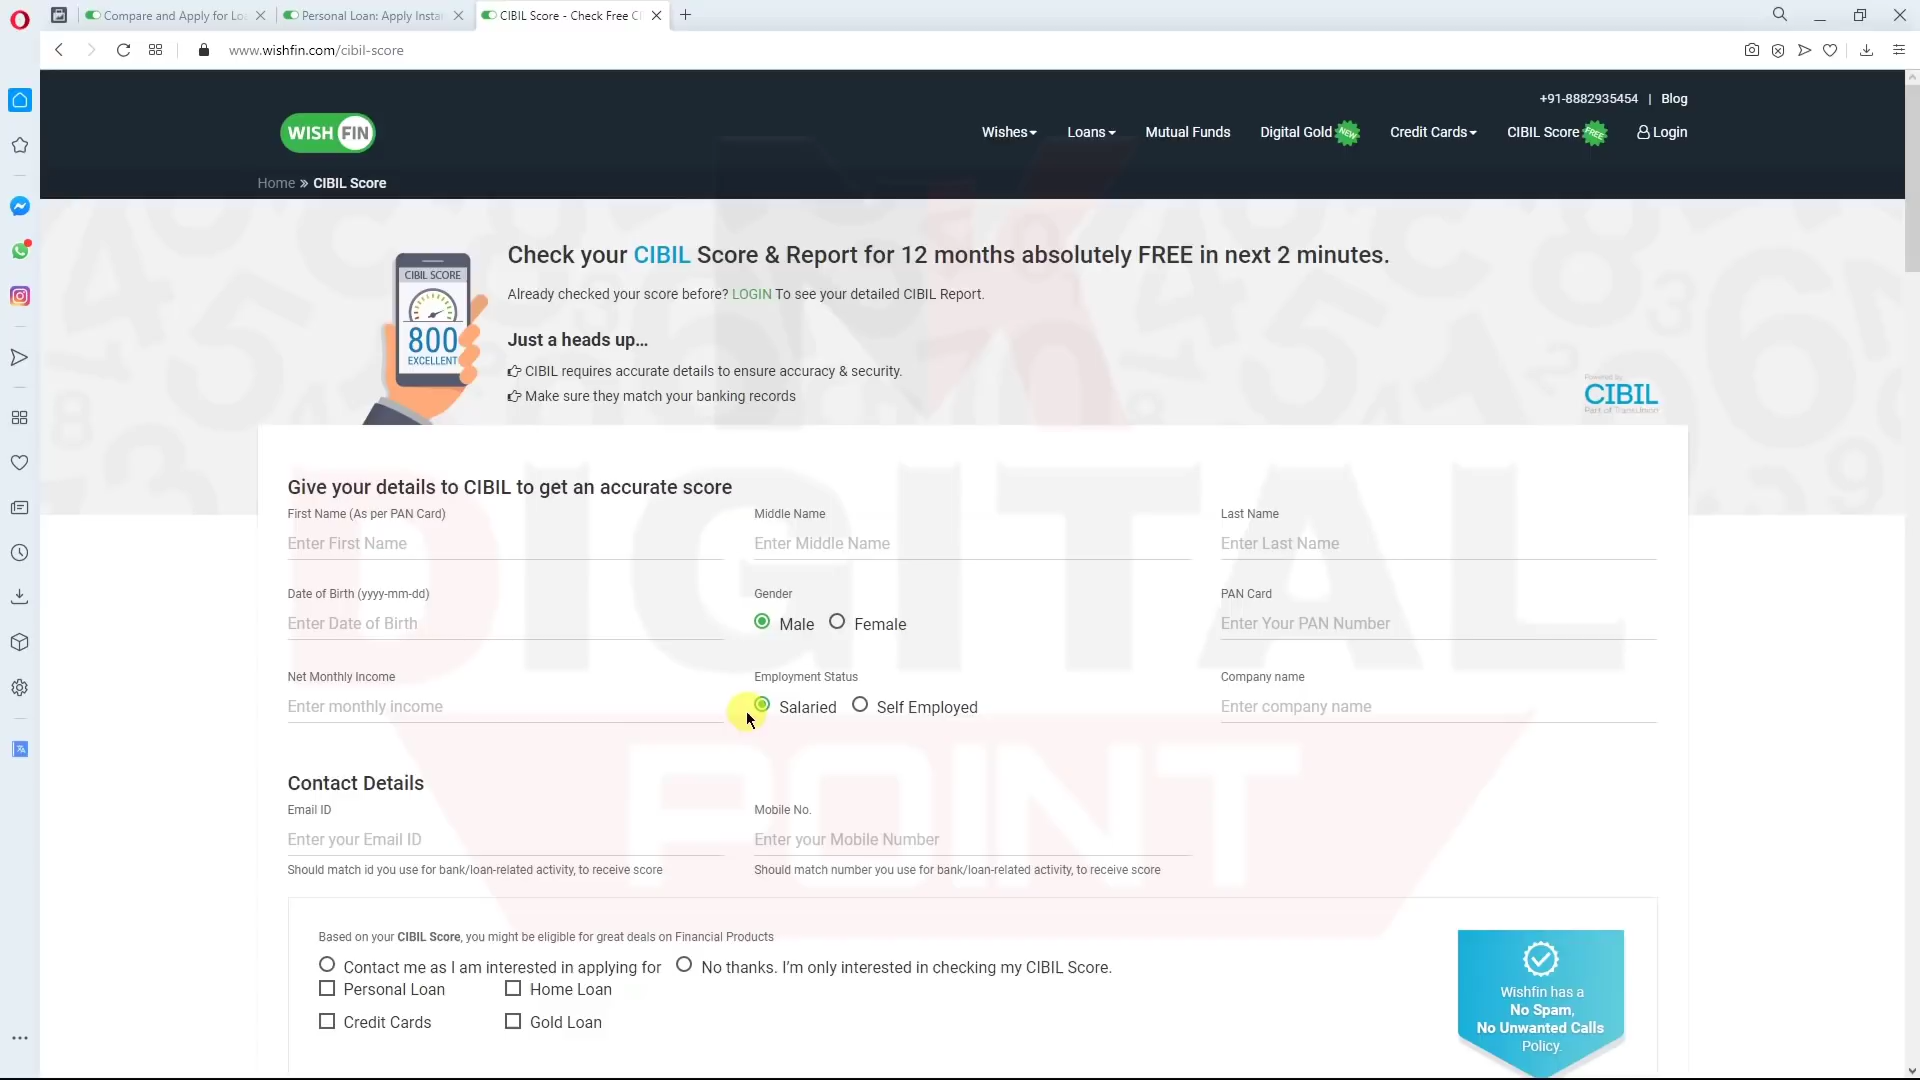 Compare and Apply for Lo
Personal Loan: Apply Insta
CIBIL Score - Check Free C
www.wishfin.com/cibil-score
+91-8882935454 | Blog
WISH FIN
Wishes
Loans
Mutual Funds
Digital Gold NEW
Credit Cards
CIBIL Score FREE
Login
Home » CIBIL Score
Check your CIBIL Score & Report for 12 months absolutely FREE in next 2 minutes.
CIBIL SCORE
800
EXCELLENT
Already checked your score before? LOGIN To see your detailed CIBIL Report.
Just a heads up...
CIBIL requires accurate details to ensure accuracy & security.
Make sure they match your banking records
Powered by
CIBIL
Part of TransUnion
Give your details to CIBIL to get an accurate score
First Name (As per PAN Card)
Middle Name
Last Name
Enter First Name
Enter Middle Name
Enter Last Name
Date of Birth (yyyy-mm-dd)
Gender
PAN Card
Enter Date of Birth
Male
Female
Enter Your PAN Number
Net Monthly Income
Employment Status
Company name
Enter monthly income
Salaried
Self Employed
Enter company name
DIGITAL
POINT
Contact Details
Email ID
Mobile No.
Enter your Email ID
Enter your Mobile Number
Should match id you use for bank/loan-related activity, to receive score
Should match number you use for bank/loan-related activity, to receive score
Based on your CIBIL Score, you might be eligible for great deals on Financial Products
Contact me as I am interested in applying for
No thanks. I'm only interested in checking my CIBIL Score.
Personal Loan
Home Loan
Credit Cards
Gold Loan
Wishfin has a
No Spam,
No Unwanted Calls
Policy.